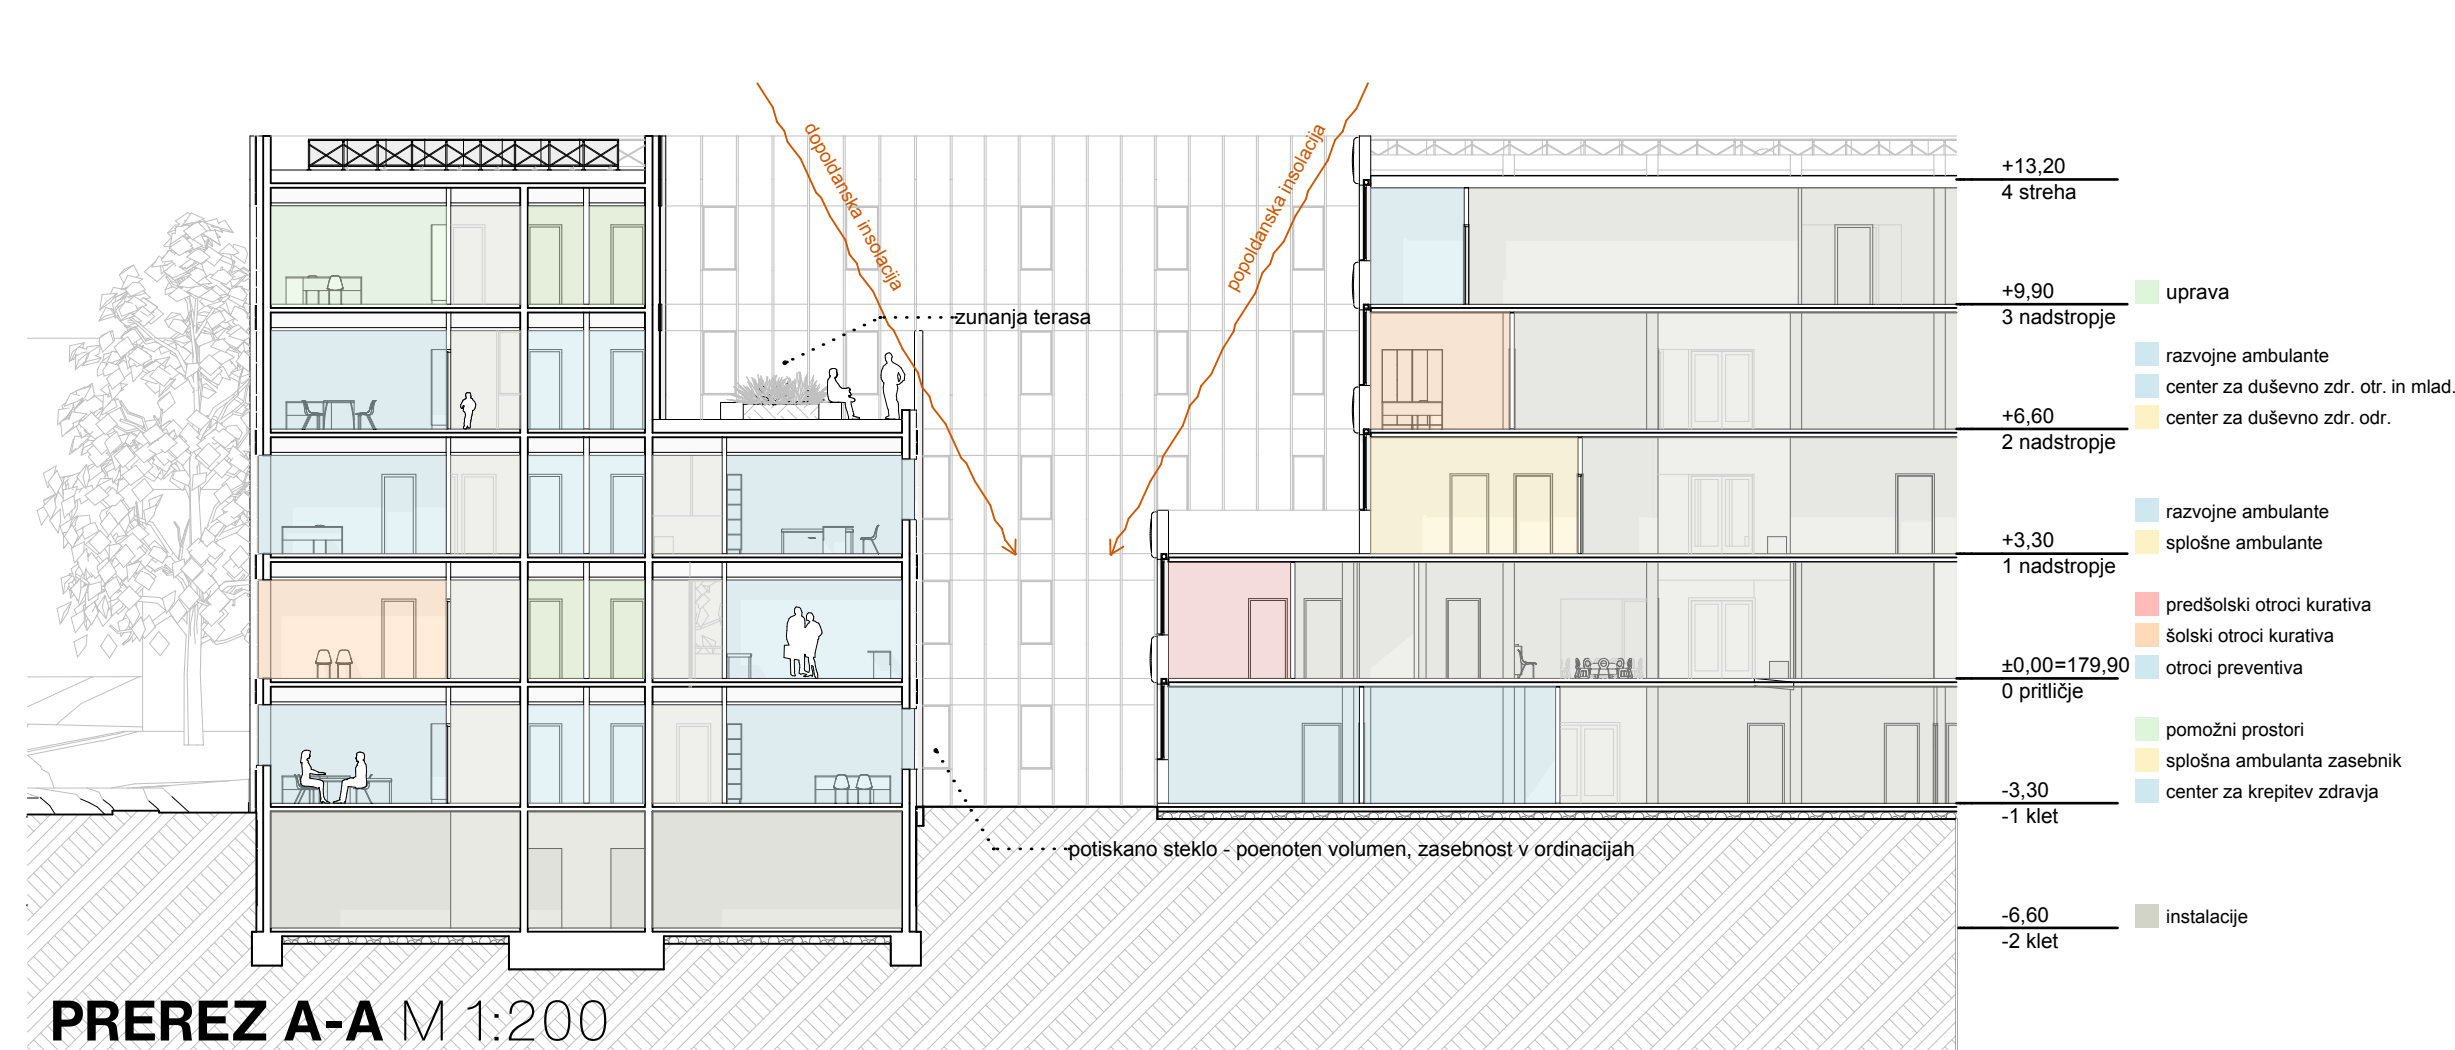 dopoldanska insolacija
popoldanska insolacija
zunanja terasa
potiskano steklo - poenoten volumen, zasebnost v ordinacijah
+13,20
4 streha
+9,90
3 nadstropje
uprava
razvojne ambulante
center za duševno zdr. otr. in mlad.
center za duševno zdr. odr.
+6,60
2 nadstropje
razvojne ambulante
splošne ambulante
+3,30
1 nadstropje
predšolski otroci kurativa
šolski otroci kurativa
otroci preventiva
±0,00=179,90
0 pritličje
pomožni prostori
splošna ambulanta zasebnik
center za krepitev zdravja
-3,30
-1 klet
instalacije
-6,60
-2 klet
PREREZ A-A M 1:200